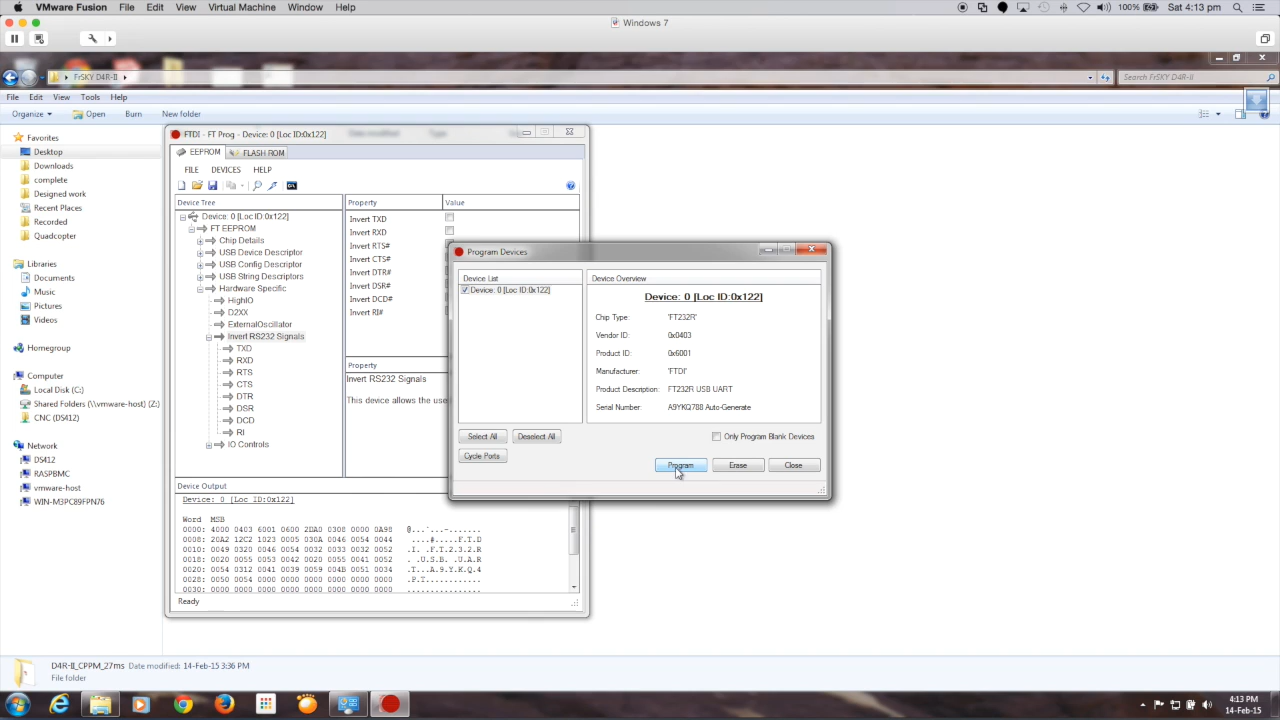 VMware Fusion File Edit View Virtual Machine Window Help 100% Sat 4:13 pm
Windows 7
FrSKY D4R-II Search FrSKY D4R-II
File Edit View Tools Help
Organize Open Burn New folder
Favorites
Desktop
Downloads
complete
Designed work
Recent Places
Recorded
Quadcopter
Libraries
Documents
Music
Pictures
Videos
Homegroup
Computer
Local Disk (C:)
Shared Folders (\\vmware-host) (Z:)
CNC (DS412)
Network
DS412
RASPBMC
vmware-host
WIN-M3PC89FPN76
Date modified Type Size
FTDI - FT Prog - Device: 0 [Loc ID:0x122]
EEPROM FLASH ROM
FILE DEVICES HELP
Device Tree
Device: 0 [Loc ID:0x122]
FT EEPROM
Chip Details
USB Device Descriptor
USB Config Descriptor
USB String Descriptors
Hardware Specific
HighIO
D2XX
ExternalOscillator
Invert RS232 Signals
TXD
RXD
RTS
CTS
DTR
DSR
DCD
RI
IO Controls
Property Value
Invert TXD
Invert RXD
Invert RTS#
Invert CTS#
Invert DTR#
Invert DSR#
Invert DCD#
Invert RI#
Property
Invert RS232 Signals
This device allows the use
Device Output
Device: 0 [Loc ID:0x122]
Word MSB
0000: 4000 0403 6001 0600 2DA0 0308 0000 0A98 @...`...-.......
0008: 20A2 12C2 1023 0005 030A 0046 0054 0044 ....#.....F.T.D
0010: 0049 0320 0046 0054 0032 0033 0032 0052 .I. .F.T.2.3.2.R
0018: 0020 0055 0053 0042 0020 0055 0041 0052 . .U.S.B. .U.A.R
0020: 0054 0312 0041 0039 0059 004B 0051 0034 .T...A.9.Y.K.Q.4
0028: 0050 0054 0000 0000 0000 0000 0000 0000 .P.T............
0030: 0000 0000 0000 0000 0000 0000 0000 0000
Ready
Program Devices
Device List
Device: 0 [Loc ID:0x122]
Device Overview
Device: 0 [Loc ID:0x122]
Chip Type: 'FT232R'
Vendor ID: 0x0403
Product ID: 0x6001
Manufacturer: 'FTDI'
Product Description: FT232R USB UART
Serial Number: A9YKQ788 Auto-Generate
Select All Deselect All Only Program Blank Devices
Cycle Ports Program Erase Close
D4R-II_CPPM_27ms Date modified: 14-Feb-15 3:36 PM
File folder
4:13 PM
14-Feb-15